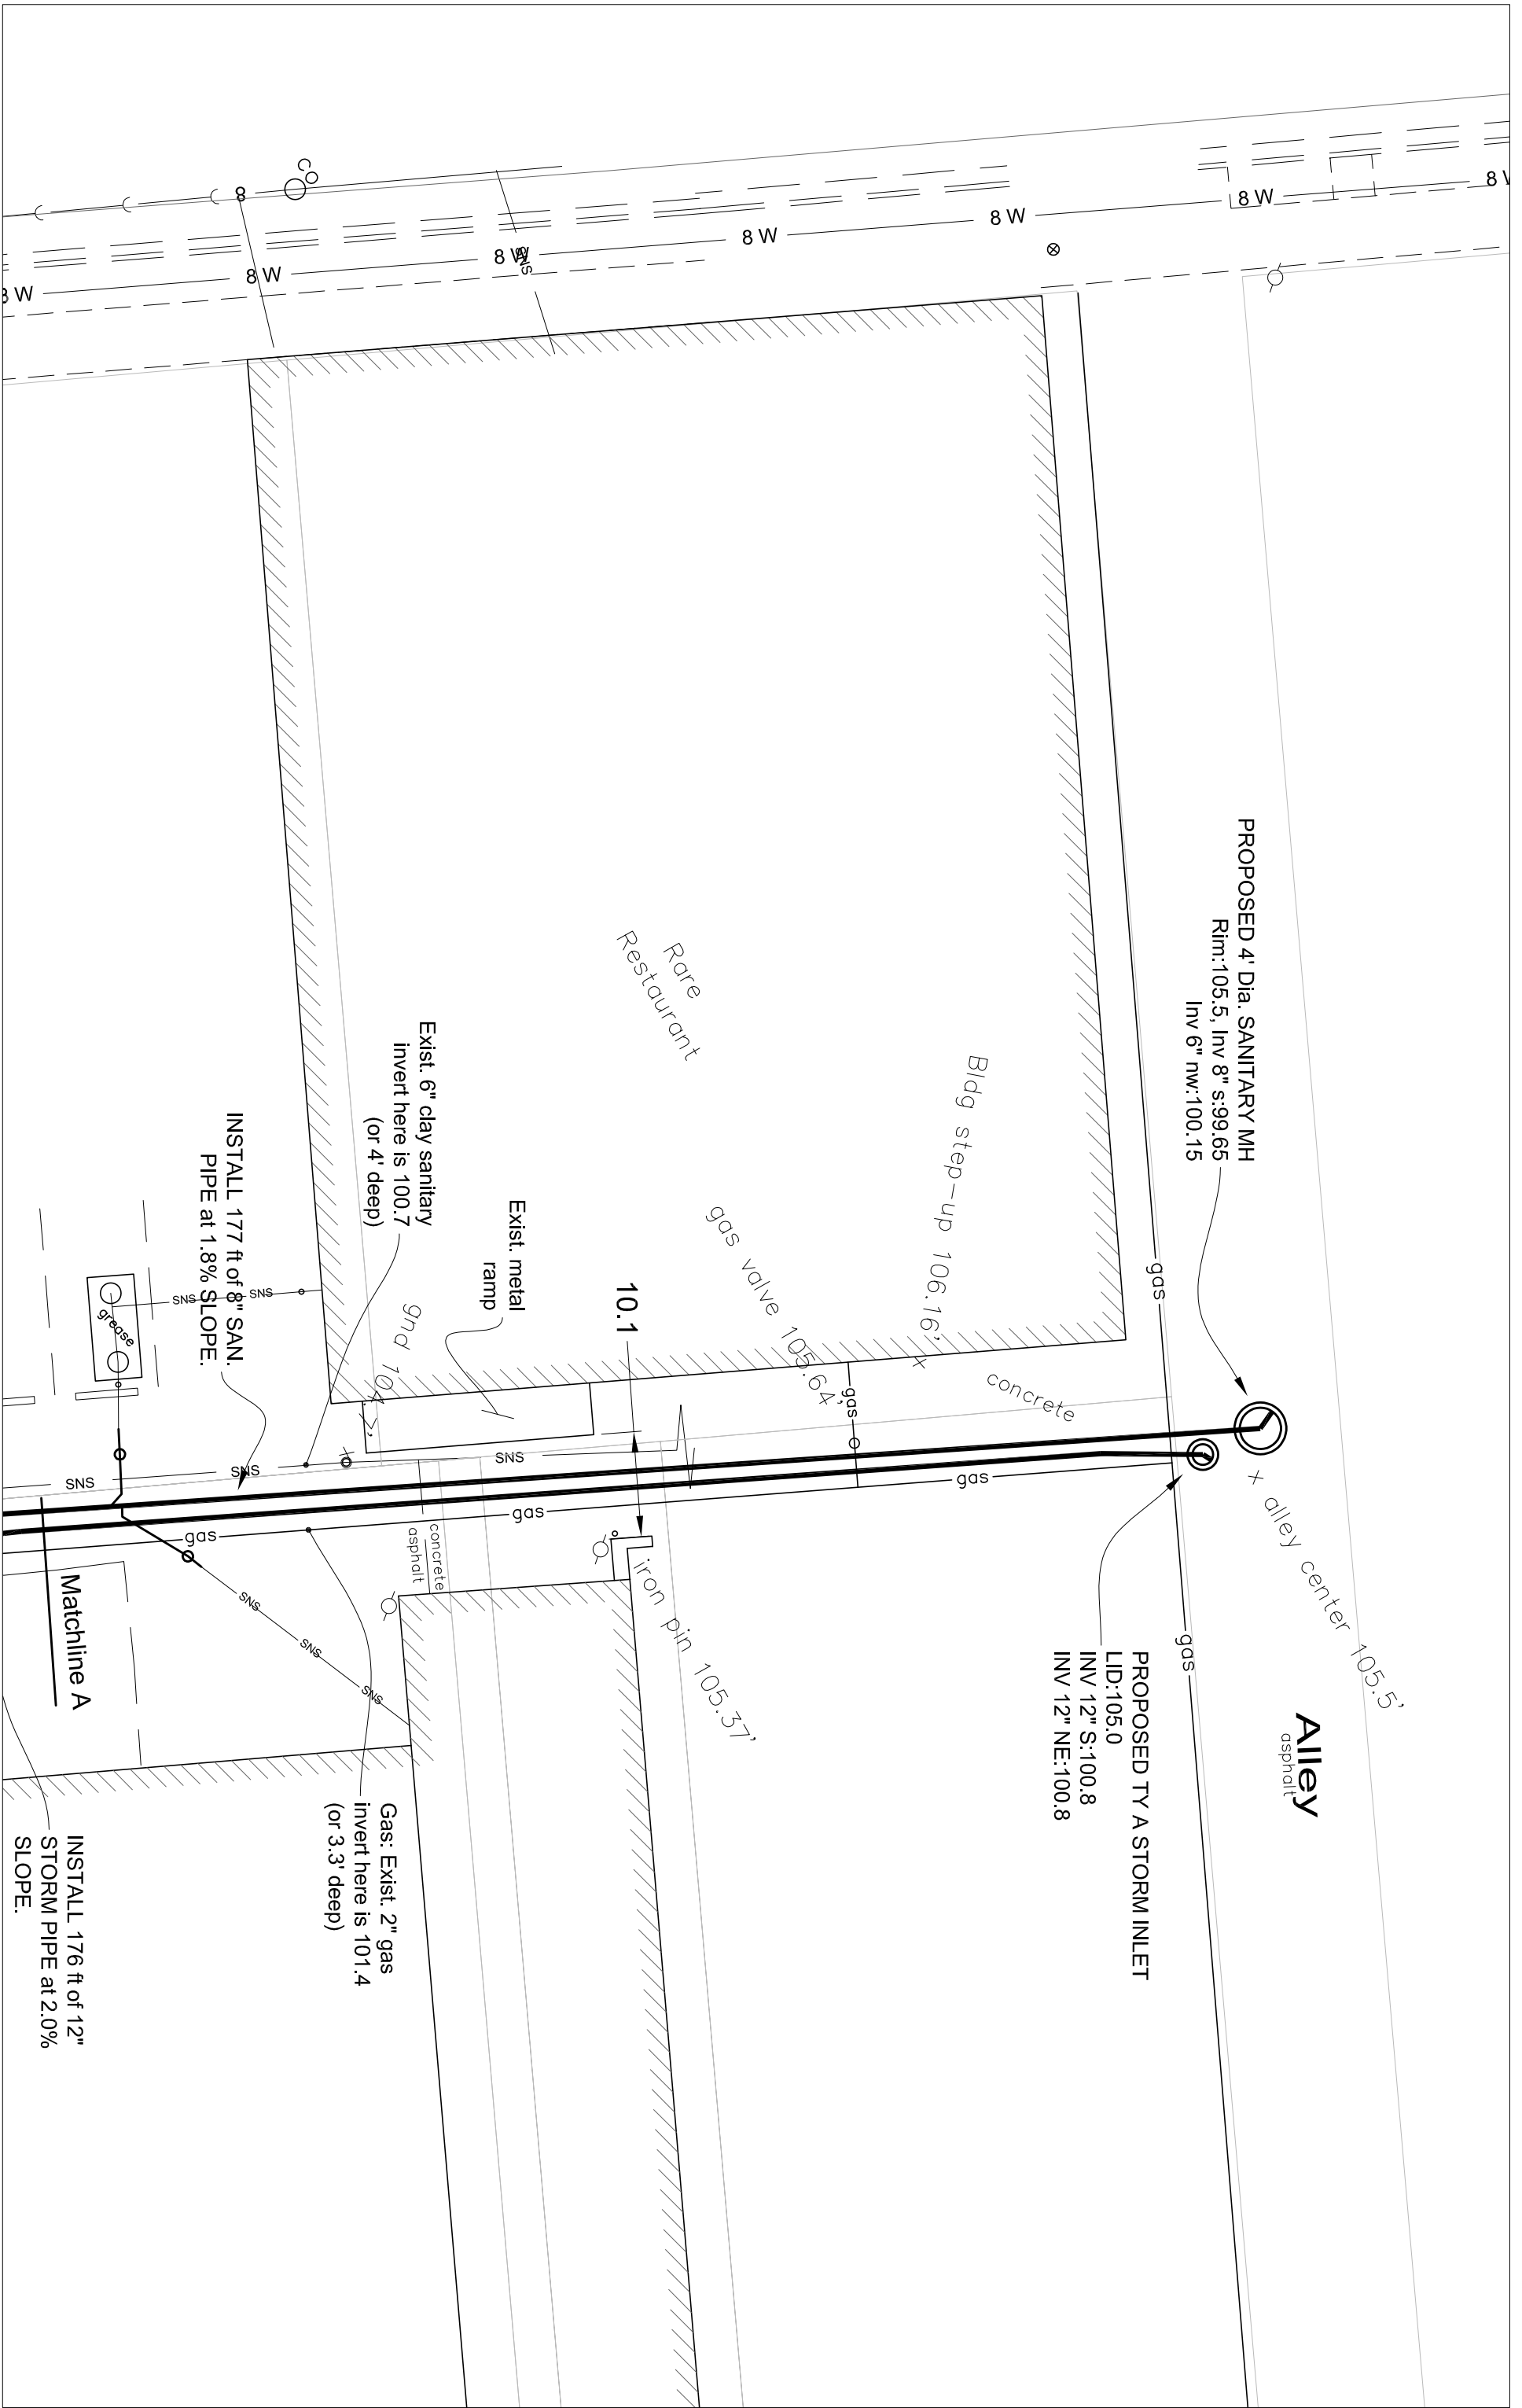 PROPOSED 4' Dia. SANITARY MH
Rim:105.5, Inv 8" s:99.65
Inv 6" nw:100.15
Alley
asphalt
alley center 105.5'
PROPOSED TY A STORM INLET
LID:105.0
INV 12" S:100.8
INV 12" NE:100.8
gas
gas
concrete
Bldg step-up 106.16'
gas valve 105.64'
gas
gas
Rare
Restaurant
10.1
iron pin 105.37'
Exist. metal
ramp
SNS
gas
concrete
asphalt
Exist. 6" clay sanitary
invert here is 100.7
(or 4' deep)
Gas: Exist. 2" gas
invert here is 101.4
(or 3.3' deep)
INSTALL 177 ft of 8" SAN.
PIPE at 1.8% SLOPE.
SNS
SNS
grease
SNS
SNS
gas
SNS
SNS
SNS
Matchline A
INSTALL 176 ft of 12"
STORM PIPE at 2.0%
SLOPE.
CO
8
8 W
8 W
8 W
8 W
8 W
SNS